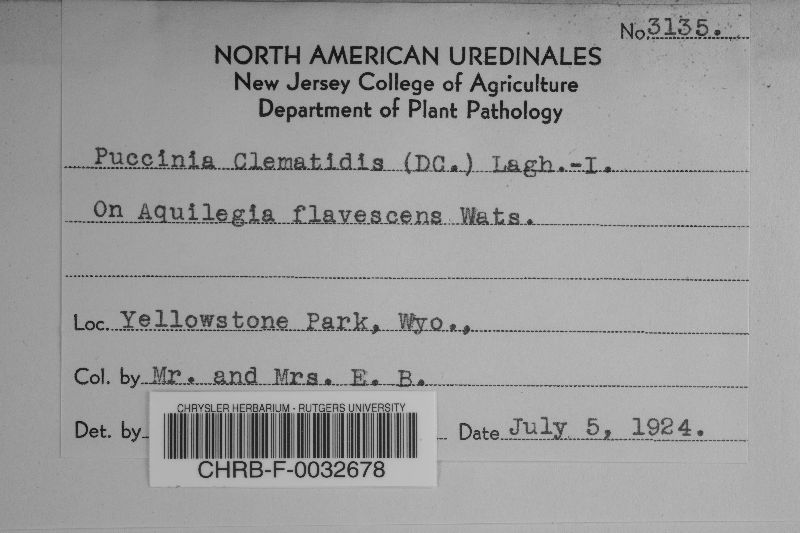 No. 3135.
NORTH AMERICAN UREDINALES
New Jersey College of Agriculture
Department of Plant Pathology
Puccinia Clematidis (DC.) Lagh.-I.
On Aquilegia flavescens Wats.
Loc. Yellowstone Park, Wyo.,
Col. by Mr. and Mrs. E. B.
Det. by Date July 5, 1924.
CHRYSLER HERBARIUM - RUTGERS UNIVERSITY
CHRB-F-0032678